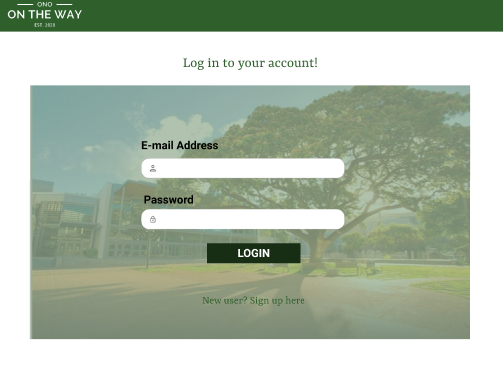 ONO
ON THE WAY
EST. 2020
Log in to your account!
E-mail Address
Password
LOGIN
New user? Sign up here